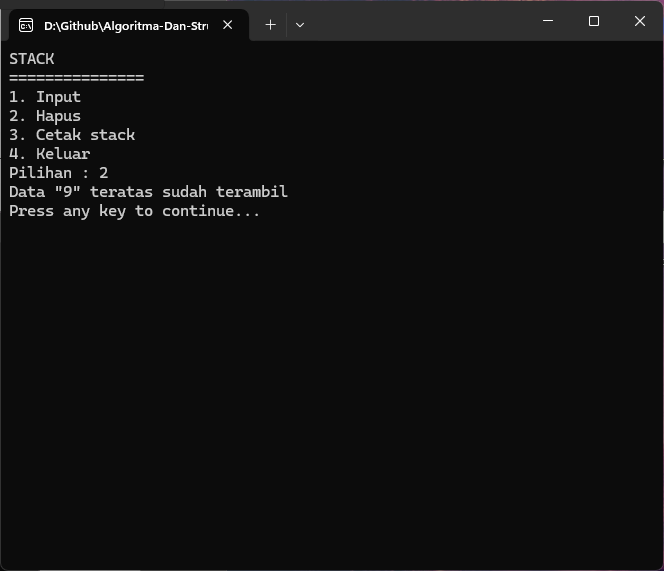 D:\Github\Algoritma-Dan-Str
STACK
===============
1. Input
2. Hapus
3. Cetak stack
4. Keluar
Pilihan : 2
Data "9" teratas sudah terambil
Press any key to continue...